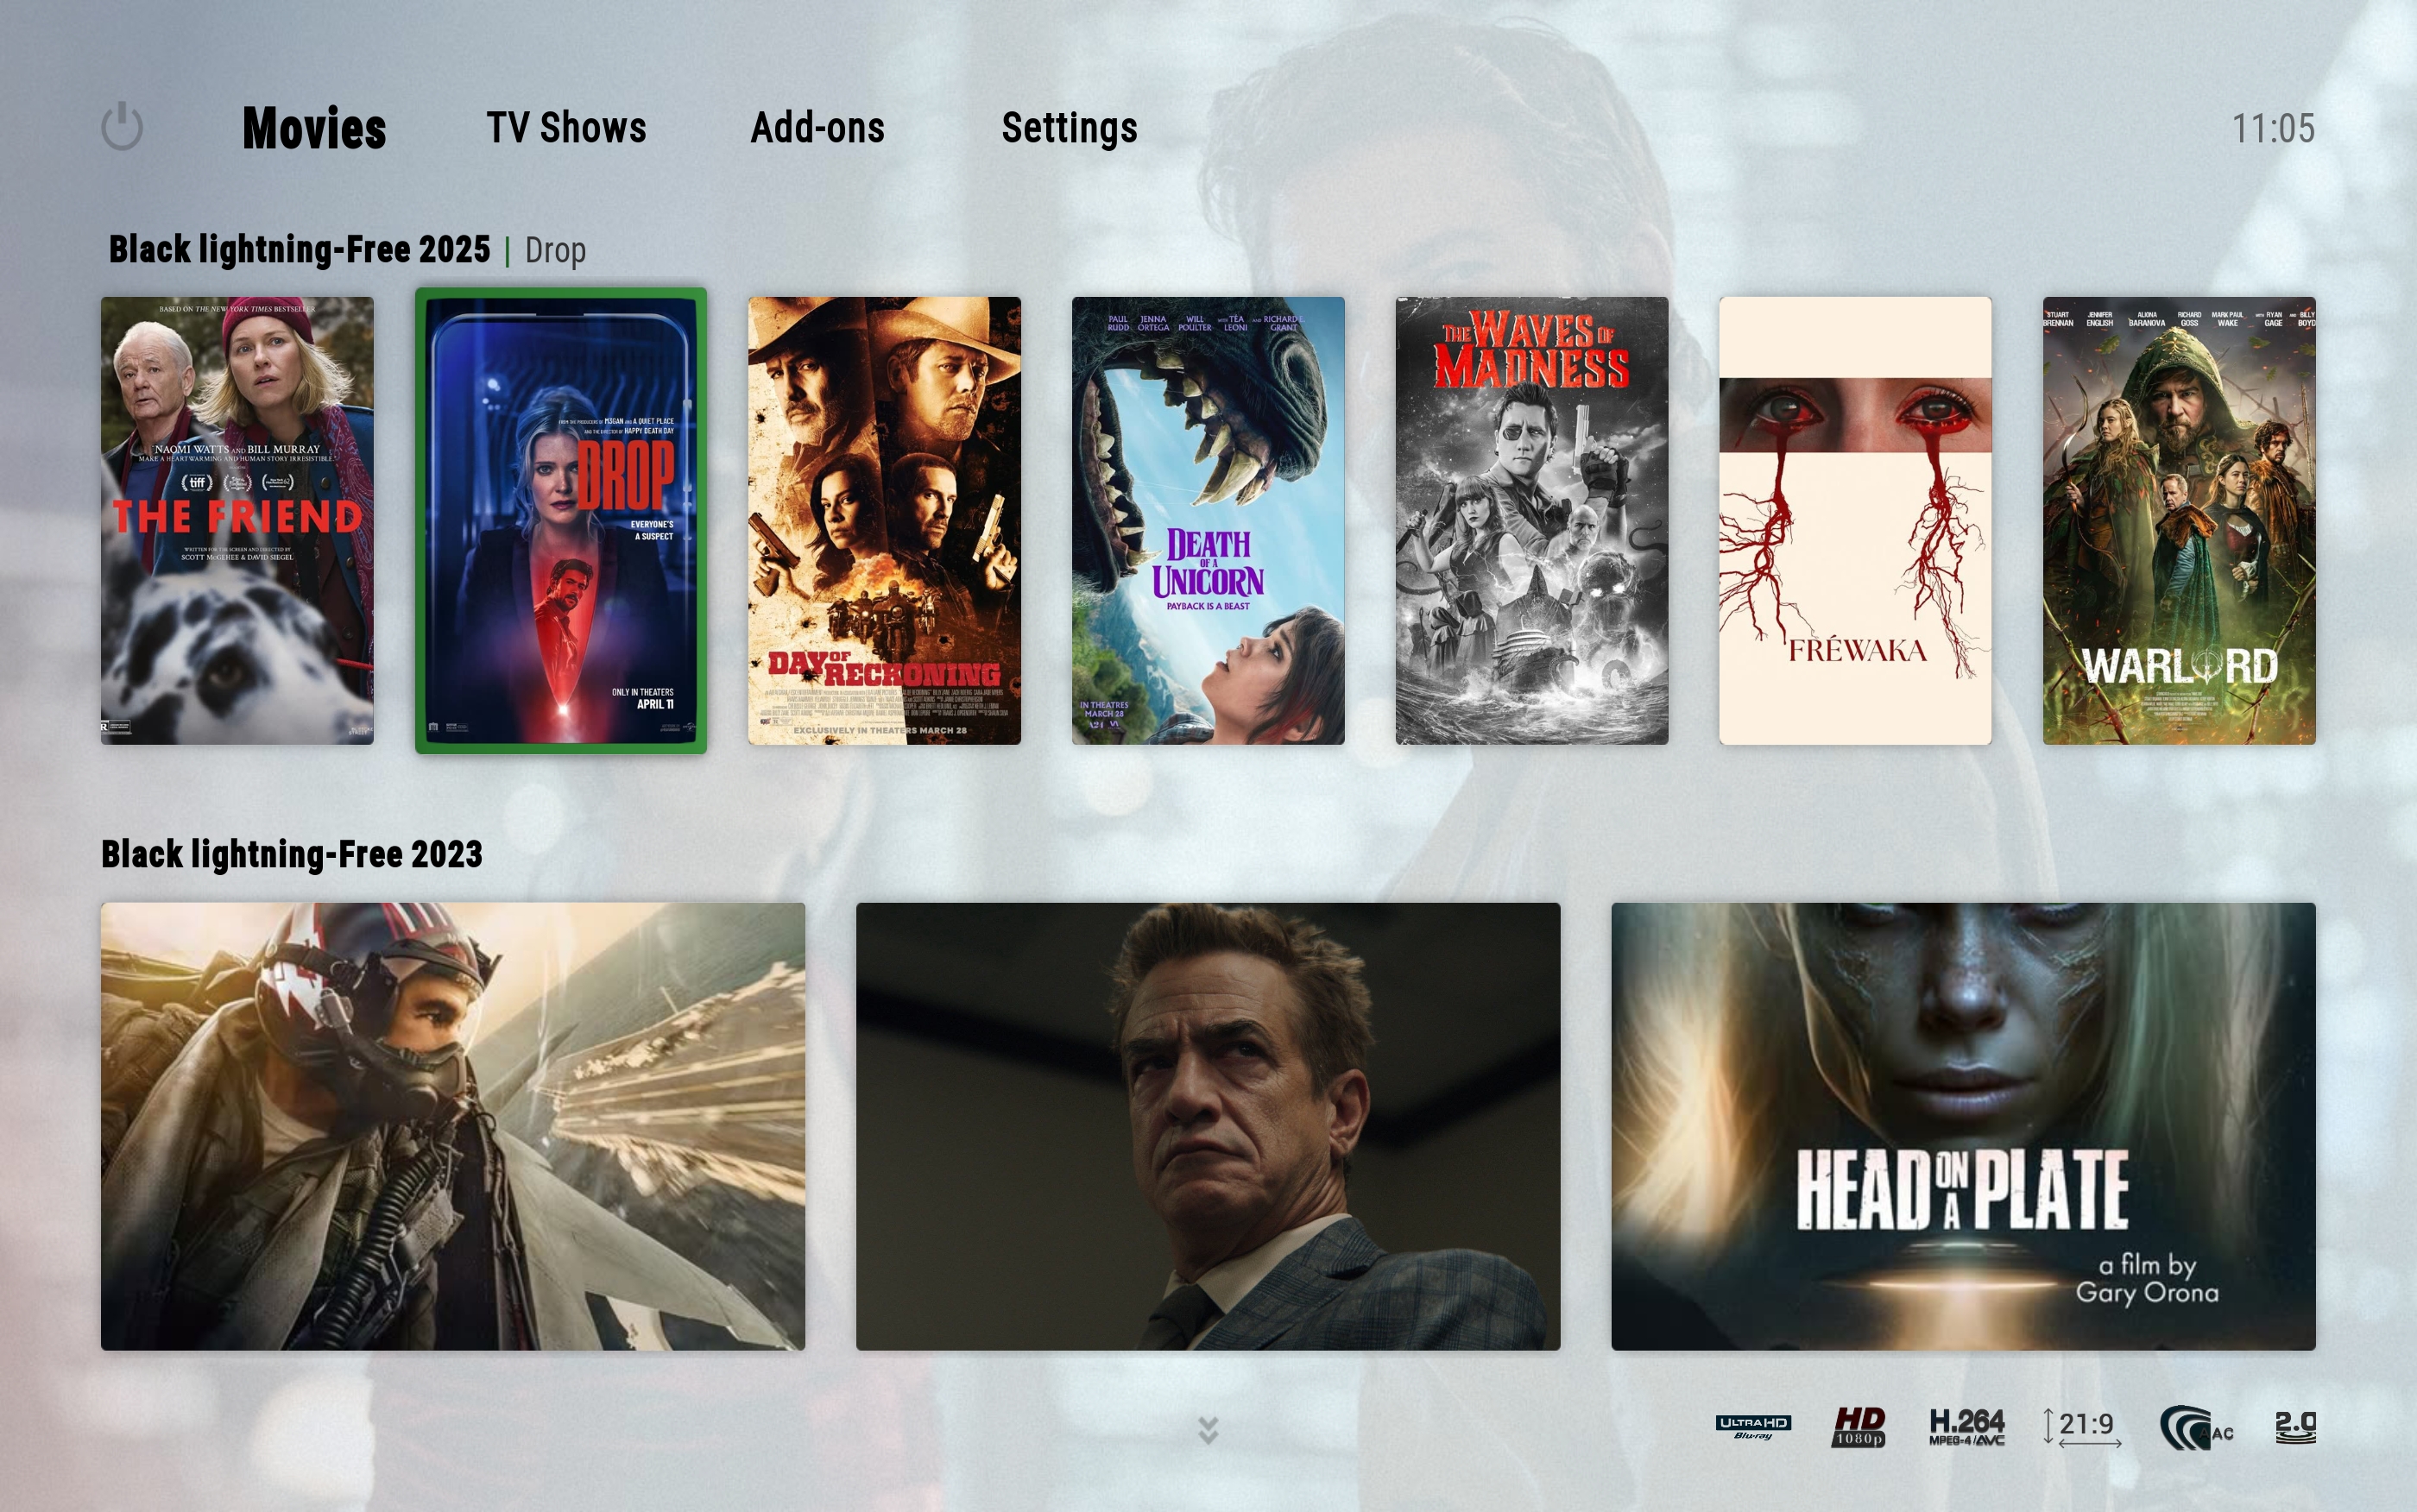 Movies
TV Shows
Add-ons
Settings
11:05
Black lightning-Free 2025 | Drop
BASED ON THE NEW YORK TIMES BESTSELLER
NAOMI WATTS AND BILL MURRAY
MAKE A HEARTWARMING AND HUMAN STORY IRRESISTIBLE.
tiff
THE FRIEND
WRITTEN FOR THE SCREEN AND DIRECTED BY
SCOTT McGEHEE & DAVID SIEGEL
R
FROM THE PRODUCERS OF M3GAN AND A QUIET PLACE
AND THE DIRECTOR OF HAPPY DEATH DAY
DROP
EVERYONE'S
A SUSPECT
ONLY IN THEATERS
APRIL 11
DAY OF RECKONING
EXCLUSIVELY IN THEATERS MARCH 28
PAUL RUDD JENNA ORTEGA WILL POULTER WITH TÉA LEONI AND RICHARD E. GRANT
DEATH
OF A
UNICORN
PAYBACK IS A BEAST
IN THEATRES
MARCH 28
A24
THE WAVES OF
MADNESS
FRÉWAKA
STUART BRENNAN JENNIFER ENGLISH ALIONA BARANOVA RICHARD GOSS MARK PAUL WAKE WITH RYAN GAGE AND BILLY BOYD
WARLORD
Black lightning-Free 2023
HEAD ON A PLATE
a film by
Gary Orona
ULTRA HD
Blu-ray
HD
1080p
H.264
MPEG-4/AVC
21:9
AAC
2.0